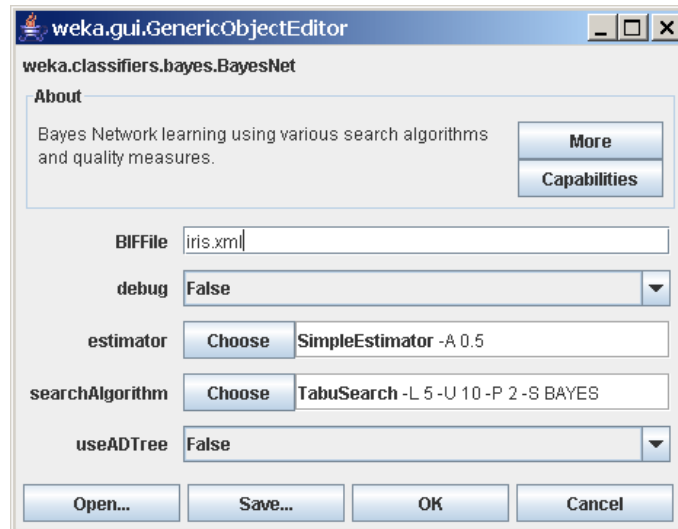 weka.gui.GenericObjectEditor
weka.classifiers.bayes.BayesNet
About
Bayes Network learning using various search algorithms
and quality measures.
More
Capabilities
BIFFile iris.xml
debug False
estimator Choose SimpleEstimator -A 0.5
searchAlgorithm Choose TabuSearch -L 5 -U 10 -P 2 -S BAYES
useADTree False
Open... Save... OK Cancel